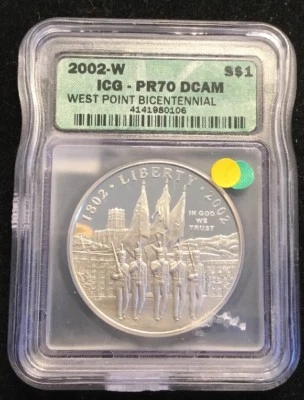 2002-W S$1
ICG - PR70 DCAM
WEST POINT BICENTENNIAL
4141980106
1802 · LIBERTY · 2002
IN GOD
WE
TRUST